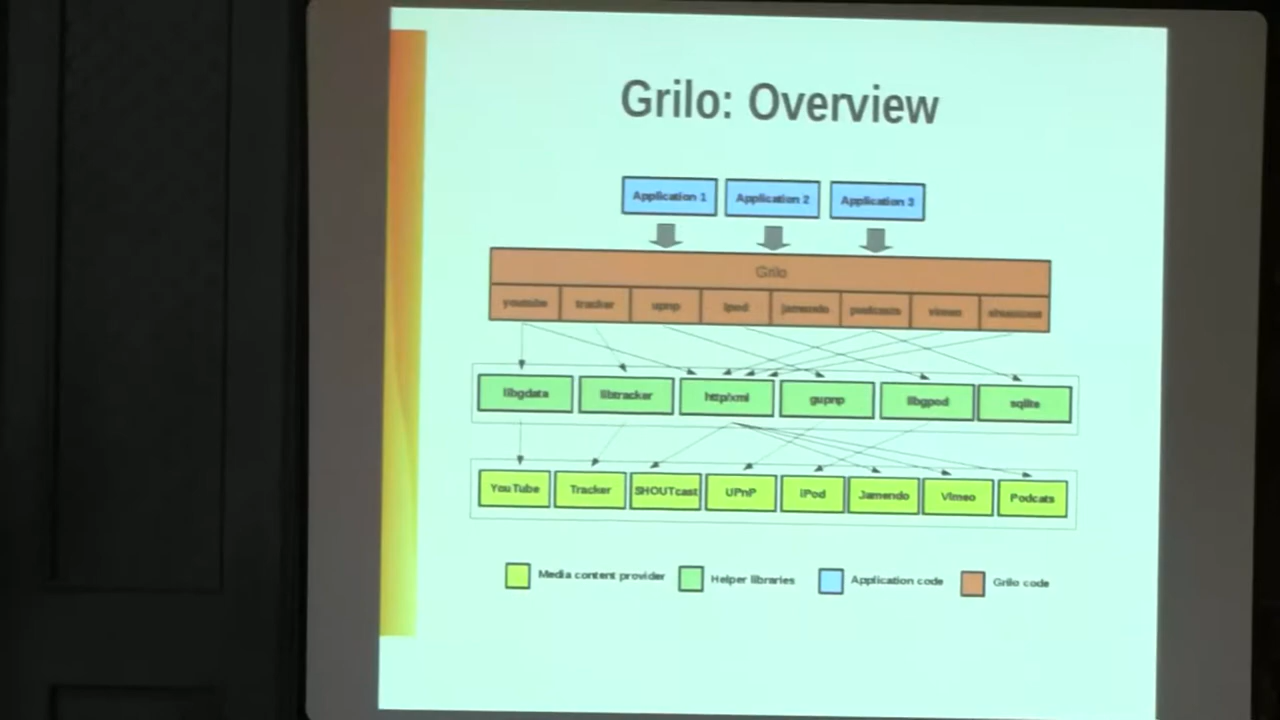 Grilo: Overview
Application 1 Application 2 Application 3
Grilo
youtube tracker upnp ipod jamendo podcasts vimeo shoutcast
libgdata libtracker http/xml gupnp libgpod sqlite
YouTube Tracker SHOUTcast UPnP iPod Jamendo Vimeo Podcats
Media content provider Helper libraries Application code Grilo code